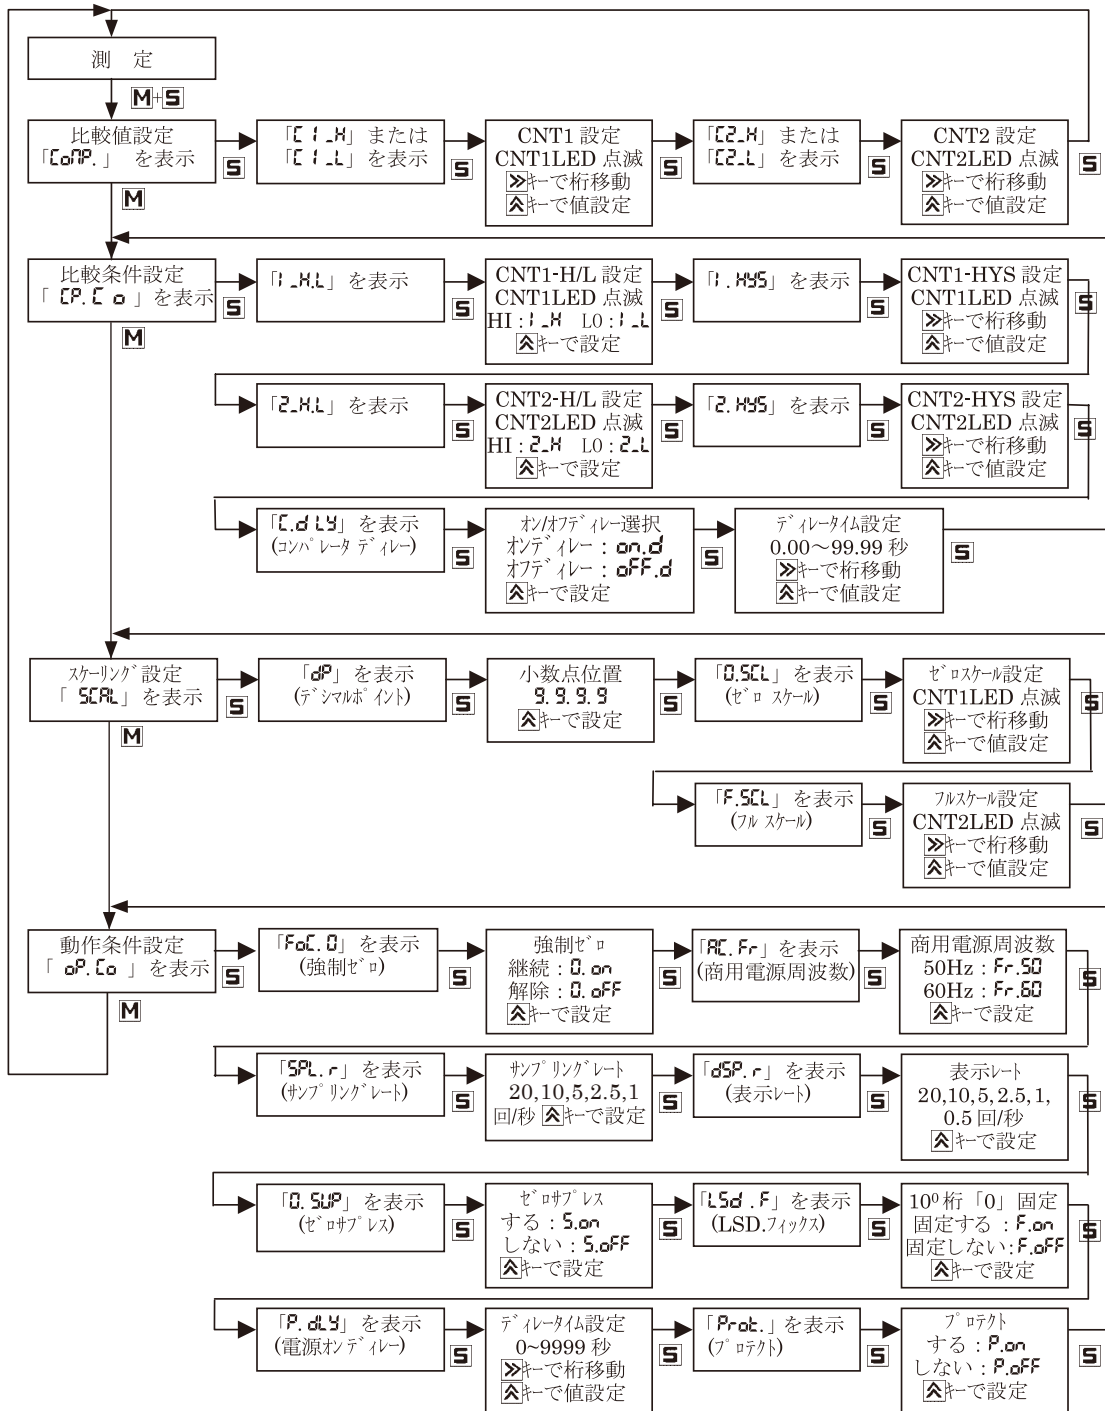 測 定
M+S
比較値設定
「CoMP.」 を表示
S
「C1_H」または
「C1_L」を表示
S
CNT1 設定
CNT1LED 点滅
≫キーで桁移動
︽キーで値設定
S
「C2_H」または
「C2_L」を表示
S
CNT2 設定
CNT2LED 点滅
≫キーで桁移動
︽キーで値設定
S
M
比較条件設定
「CP.Co」を表示
S
「1_H.L」を表示
S
CNT1-H/L 設定
CNT1LED 点滅
HI:1_H LO:1_L
︽キーで設定
S
「1.HYS」を表示
S
CNT1-HYS 設定
CNT1LED 点滅
≫キーで桁移動
︽キーで値設定
S
M
「2_H.L」を表示
S
CNT2-H/L 設定
CNT2LED 点滅
HI:2_H LO:2_L
︽キーで設定
S
「2.HYS」を表示
S
CNT2-HYS 設定
CNT2LED 点滅
≫キーで桁移動
︽キーで値設定
S
「C.dLY」を表示
(コンパレータ ディレー)
S
オン/オフディレー選択
オンディレー:on.d
オフディレー:oFF.d
︽キーで設定
S
ディレータイム設定
0.00~99.99 秒
≫キーで桁移動
︽キーで値設定
S
スケーリング設定
「SCAL」を表示
S
「dP」を表示
(デシマルポイント)
S
小数点位置
9.9.9.9
︽キーで設定
S
「0.SCL」を表示
(ゼロ スケール)
S
ゼロスケール設定
CNT1LED 点滅
≫キーで桁移動
︽キーで値設定
S
M
「F.SCL」を表示
(フル スケール)
S
フルスケール設定
CNT2LED 点滅
≫キーで桁移動
︽キーで値設定
S
動作条件設定
「oP.Co」を表示
S
「FoC.0」を表示
(強制ゼロ)
S
強制ゼロ
継続:0.on
解除:0.oFF
︽キーで設定
S
「AC.Fr」を表示
(商用電源周波数)
S
商用電源周波数
50Hz:Fr.50
60Hz:Fr.60
︽キーで設定
S
M
「SPL.r」を表示
(サンプリングレート)
S
サンプリングレート
20,10,5,2.5,1
回/秒 ︽キーで設定
S
「dSP.r」を表示
(表示レート)
S
表示レート
20,10,5,2.5,1,
0.5 回/秒
︽キーで設定
S
「0.SUP」を表示
(ゼロサプレス)
S
ゼロサプレス
する:S.on
しない:S.oFF
︽キーで設定
S
「LSd.F」を表示
(LSD.フィックス)
S
10⁰ 桁「0」固定
固定する:F.on
固定しない:F.oFF
︽キーで設定
S
「P.dLY」を表示
(電源オンディレー)
S
ディレータイム設定
0~9999 秒
≫キーで桁移動
︽キーで値設定
S
「Prot.」を表示
(プロテクト)
S
プロテクト
する:P.on
しない:P.oFF
︽キーで設定
S